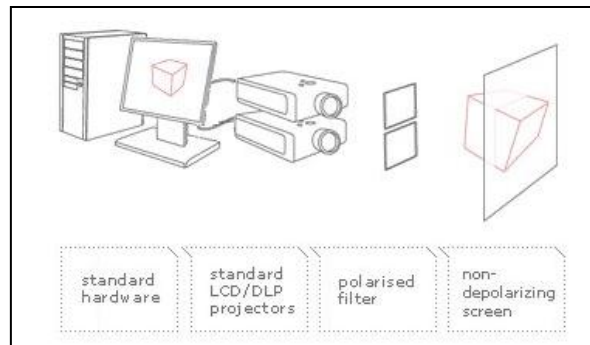 standard
hardware
standard
LCD/DLP
projectors
polarised
filter
non-
depolarizing
screen